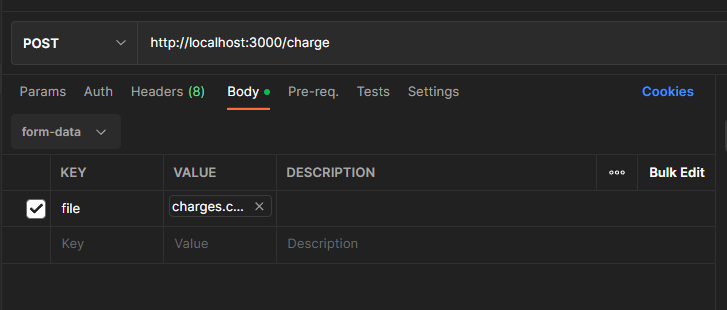 POST http://localhost:3000/charge
Params Auth Headers (8) Body Pre-req. Tests Settings Cookies
form-data
KEY VALUE DESCRIPTION ooo Bulk Edit
file charges.c...
Key Value Description